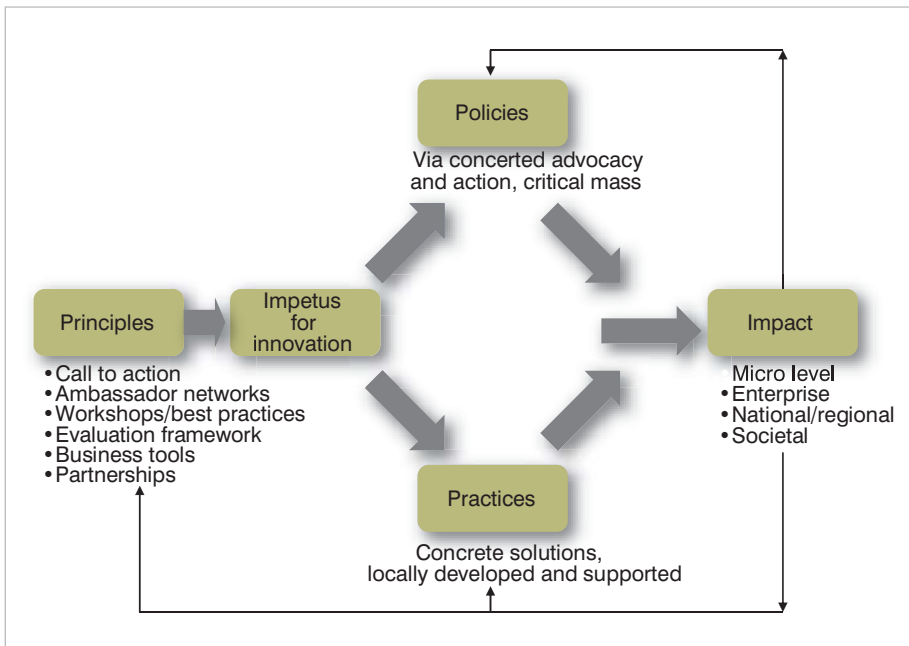 Policies
Via concerted advocacy
and action, critical mass
Principles
• Call to action
• Ambassador networks
• Workshops/best practices
• Evaluation framework
• Business tools
• Partnerships
Impetus
for
innovation
Impact
Micro level
• Enterprise
• National/regional
• Societal
Practices
Concrete solutions,
locally developed and supported